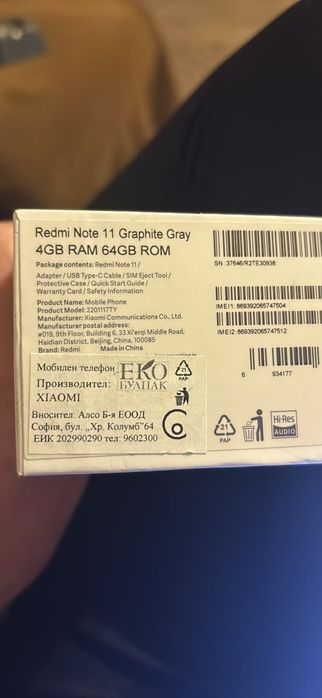 Redmi Note 11 Graphite Gray
4GB RAM 64GB ROM
Package contents: Redmi Note 11 /
Adapter / USB Type-C Cable / SIM Eject Tool /
Protective Case / Quick Start Guide /
Warranty Card / Safety Information
Product Name: Mobile Phone
Product Model: 2201117TY
Manufacturer: Xiaomi Communications Co., Ltd.
Manufacturer postal address:
#019, 9th Floor, Building 6, 33 Xi'erqi Middle Road,
Haidian District, Beijing, China, 100085
Brand: Redmi Made in China
SN: 37646/R2TE30938
IMEI1: 869392065747504
IMEI2: 869392065747512
6 934177
Мобилен телефон
Производител:
XIAOMI
ЕКО
БУЛПАК
21
PAP
Вносител: Алсо Б-я ЕООД
София, бул. „Хр. Колумб"64
ЕИК 202990290 тел: 9602300
21
PAP
Hi-Res
AUDIO